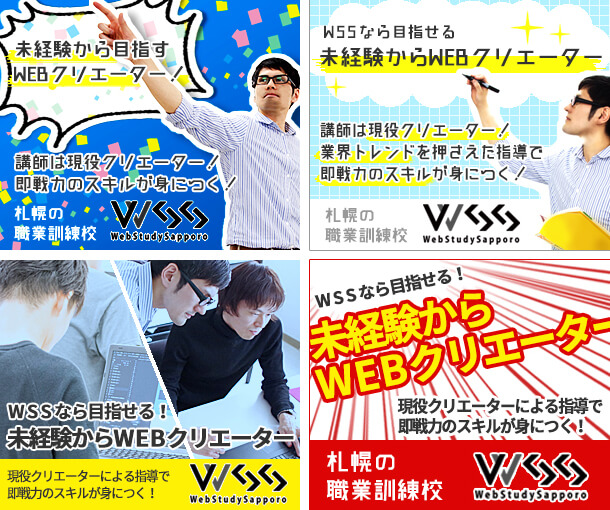 未経験から目指す
WEBクリエーター！
講師は現役クリエーター！
即戦力のスキルが身につく！
札幌の
職業訓練校
WSS
WebStudySapporo
WSSなら目指せる
未経験からWEBクリエーター
講師は現役クリエーター！
業界トレンドを押さえた指導で
即戦力のスキルが身につく！
札幌の
職業訓練校
WSS
WebStudySapporo
WSSなら目指せる！
未経験からWEBクリエーター
現役クリエーターによる指導で
即戦力のスキルが身につく！
WSS
WebStudySapporo
WSSなら目指せる！
未経験から
WEBクリエーター
現役クリエーターによる指導で
即戦力のスキルが身につく！
札幌の
職業訓練校
WSS
WebStudySapporo